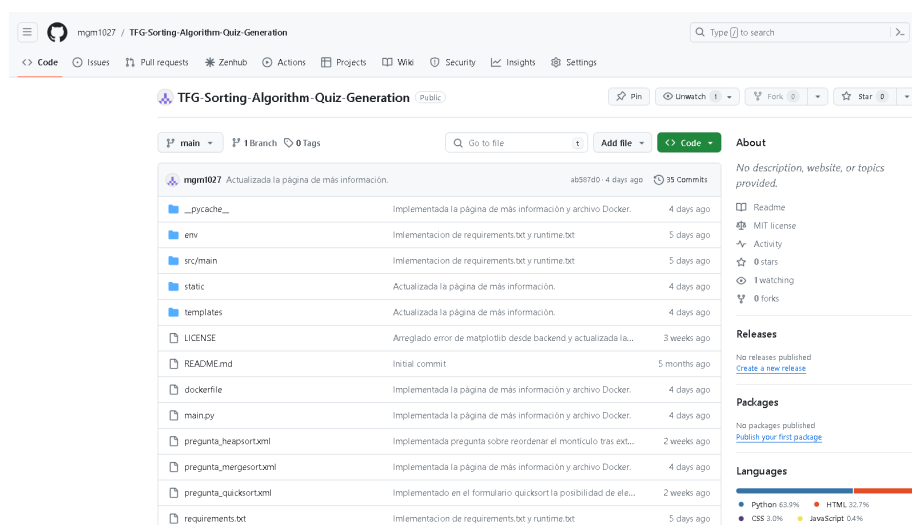 mgm1027 / TFG-Sorting-Algorithm-Quiz-Generation
Type / to search
Code Issues Pull requests Zenhub Actions Projects Wiki Security Insights Settings
TFG-Sorting-Algorithm-Quiz-Generation Public
Pin Unwatch 1 Fork 0 Star 0
main 1 Branch 0 Tags Go to file t Add file Code
mgm1027 Actualizada la página de más información. ab587d0 · 4 days ago 35 Commits
__pycache__ Implementada la página de más información y archivo Docker. 4 days ago
env Imlementacion de requirements.txt y runtime.txt 5 days ago
src/main Imlementacion de requirements.txt y runtime.txt 5 days ago
static Actualizada la página de más información. 4 days ago
templates Actualizada la página de más información. 4 days ago
LICENSE Arreglado error de matplotlib desde backend y actualizada la... 3 weeks ago
README.md Initial commit 5 months ago
dockerfile Implementada la página de más información y archivo Docker. 4 days ago
main.py Implementada la página de más información y archivo Docker. 4 days ago
pregunta_heapsort.xml Implementada pregunta sobre reordenar el montículo tras ext... 2 weeks ago
pregunta_mergesort.xml Implementada la página de más información y archivo Docker. 4 days ago
pregunta_quicksort.xml Implementado en el formulario quicksort la posibilidad de ele... 2 weeks ago
requirements.txt Imlementacion de requirements.txt y runtime.txt 5 days ago
About
No description, website, or topics
provided.
Readme
MIT license
Activity
0 stars
1 watching
0 forks
Releases
No releases published
Create a new release
Packages
No packages published
Publish your first package
Languages
Python 63.9% HTML 32.7%
CSS 3.0% JavaScript 0.4%